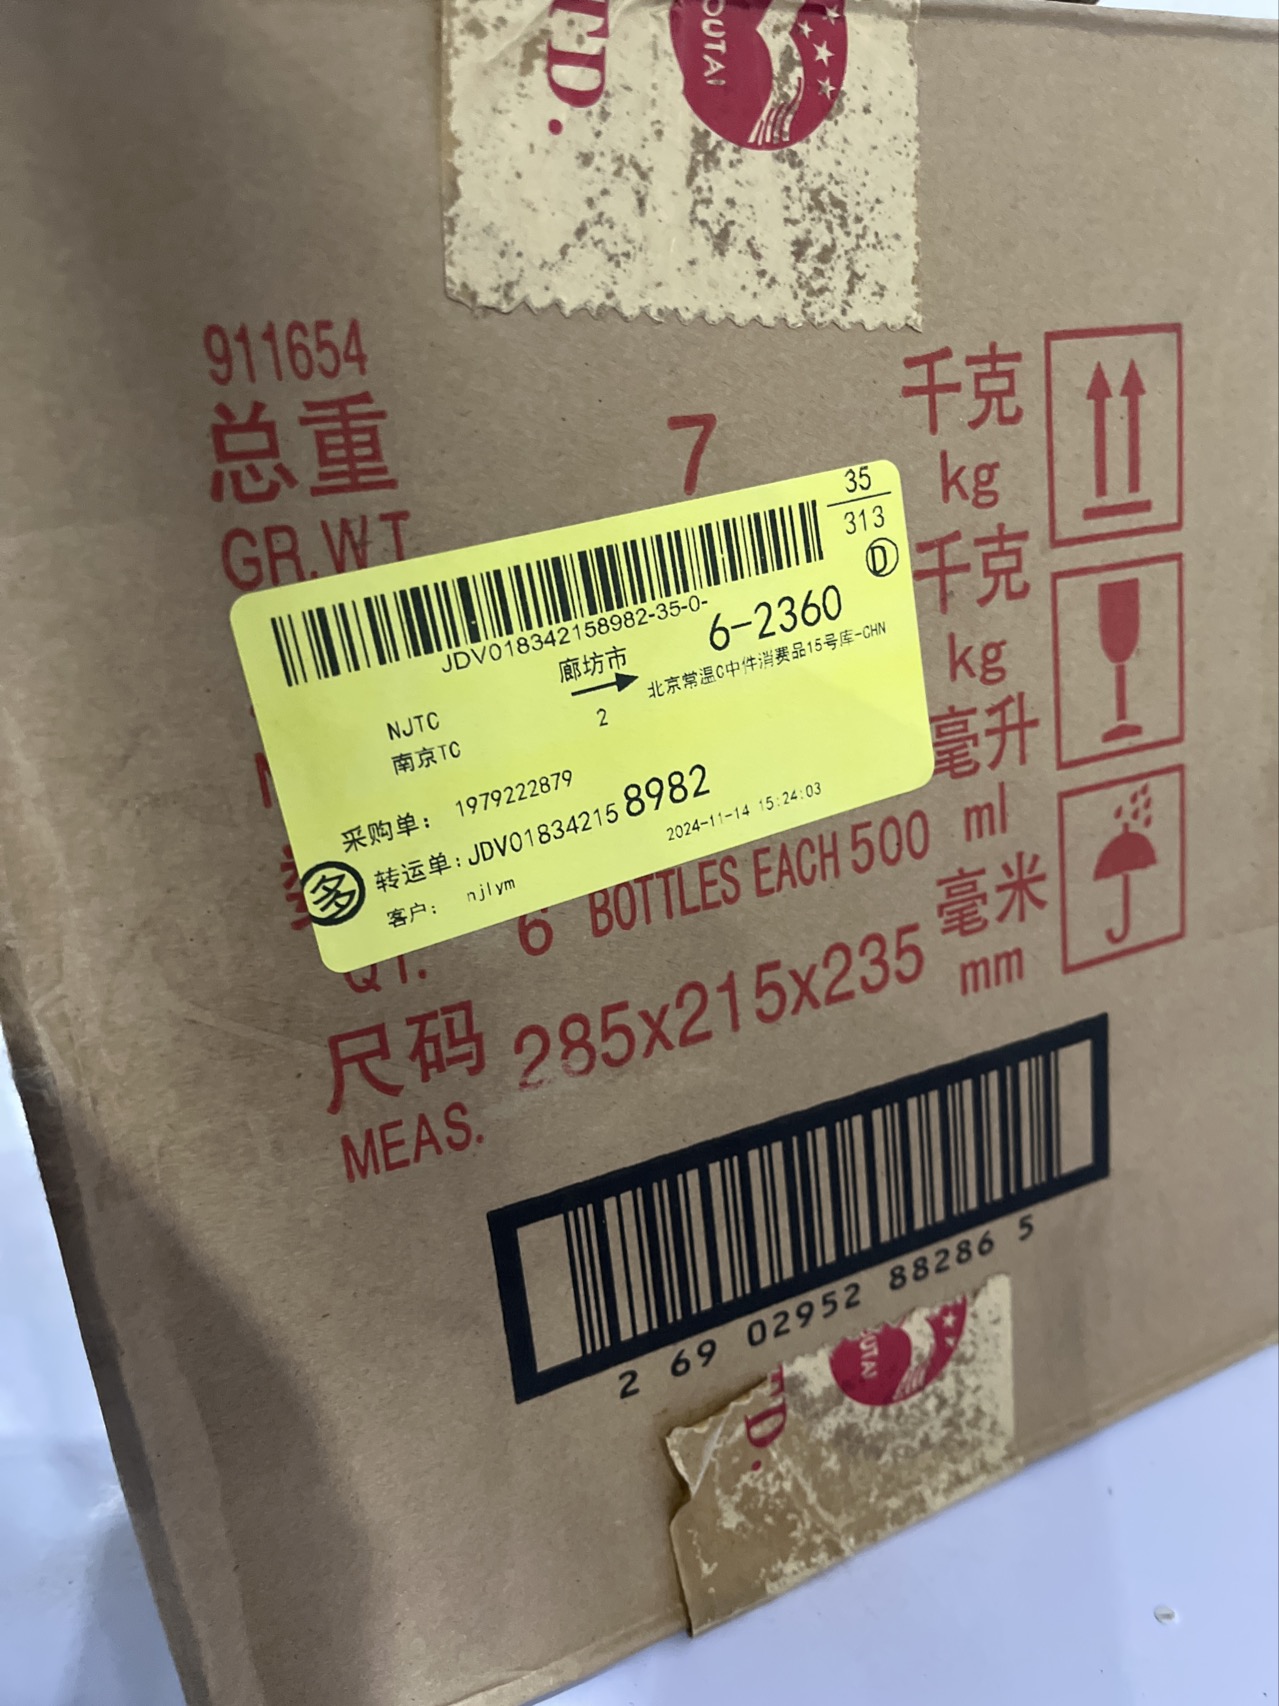 TD.
OUTAI
911654
总重 7 千克
GR.WT kg
千克
kg
毫升
ml
35
313
D
JDV018342158982-35-0-
6-2360
廊坊市
北京常温C中件消费品15号库-CHN
2
NJTC
南京TC
采购单: 1979222879
转运单: JDV018342158982
2024-11-14 15:24:03
多
客户: njlym
QT. 6 BOTTLES EACH 500
尺码 285x215x235 毫米
MEAS. mm
2 69 02952 88286 5
OUTAI
TD.